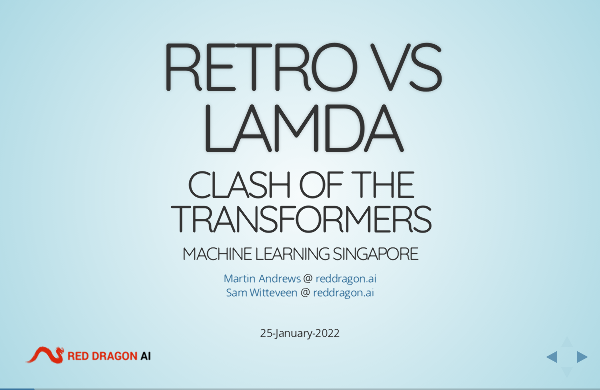 RETRO VS
LAMDA
CLASH OF THE
TRANSFORMERS
MACHINE LEARNING SINGAPORE
Martin Andrews @ reddragon.ai
Sam Witteveen @ reddragon.ai
25-January-2022
RED DRAGON AI